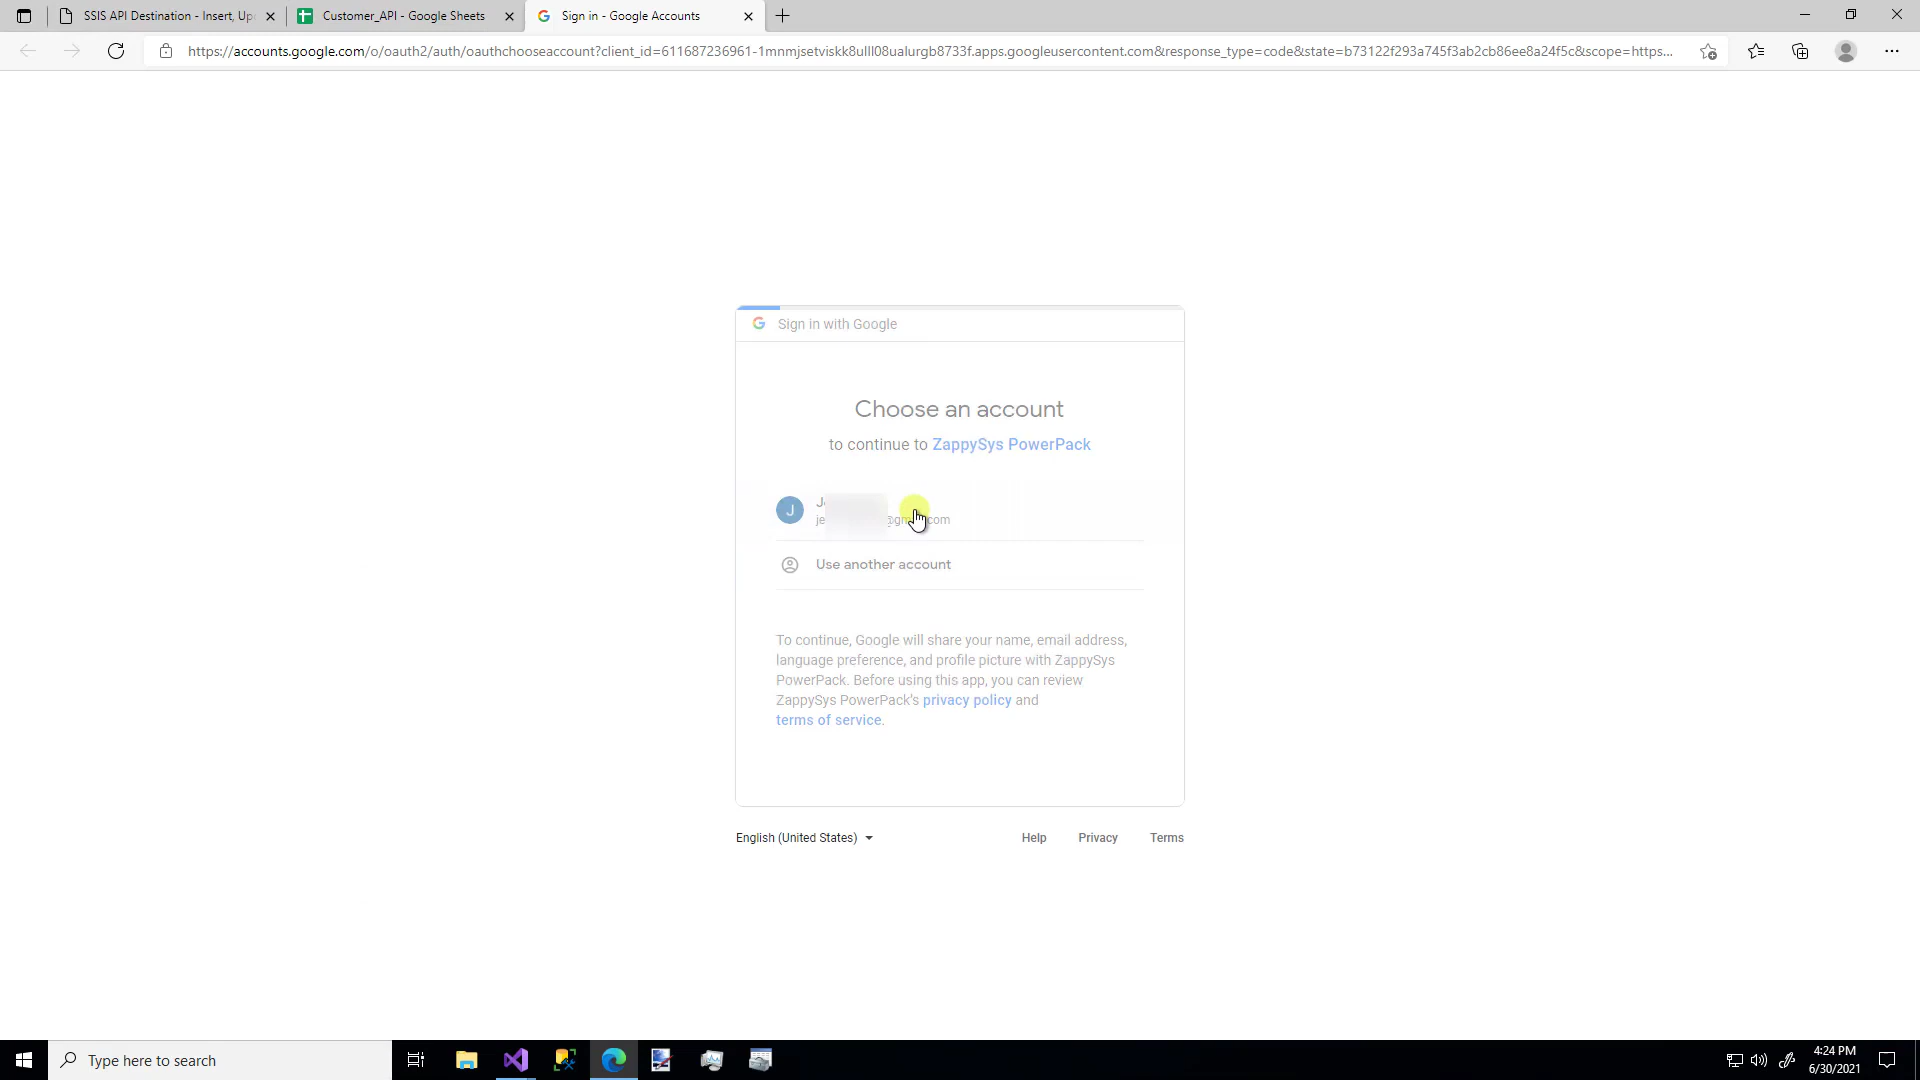 SSIS API Destination - Insert, Up
Customer_API - Google Sheets
Sign in - Google Accounts
https://accounts.google.com/o/oauth2/auth/oauthchooseaccount?client_id=611687236961-1mnmjsetviskk8ulll08ualurgb8733f.apps.googleusercontent.com&response_type=code&state=b73122f293a745f3ab2cb86ee8a24f5c&scope=https...
Sign in with Google
Choose an account
to continue to ZappySys PowerPack
J
Use another account
To continue, Google will share your name, email address,
language preference, and profile picture with ZappySys
PowerPack. Before using this app, you can review
ZappySys PowerPack's privacy policy and
terms of service.
English (United States)
Help
Privacy
Terms
Type here to search
4:24 PM
6/30/2021